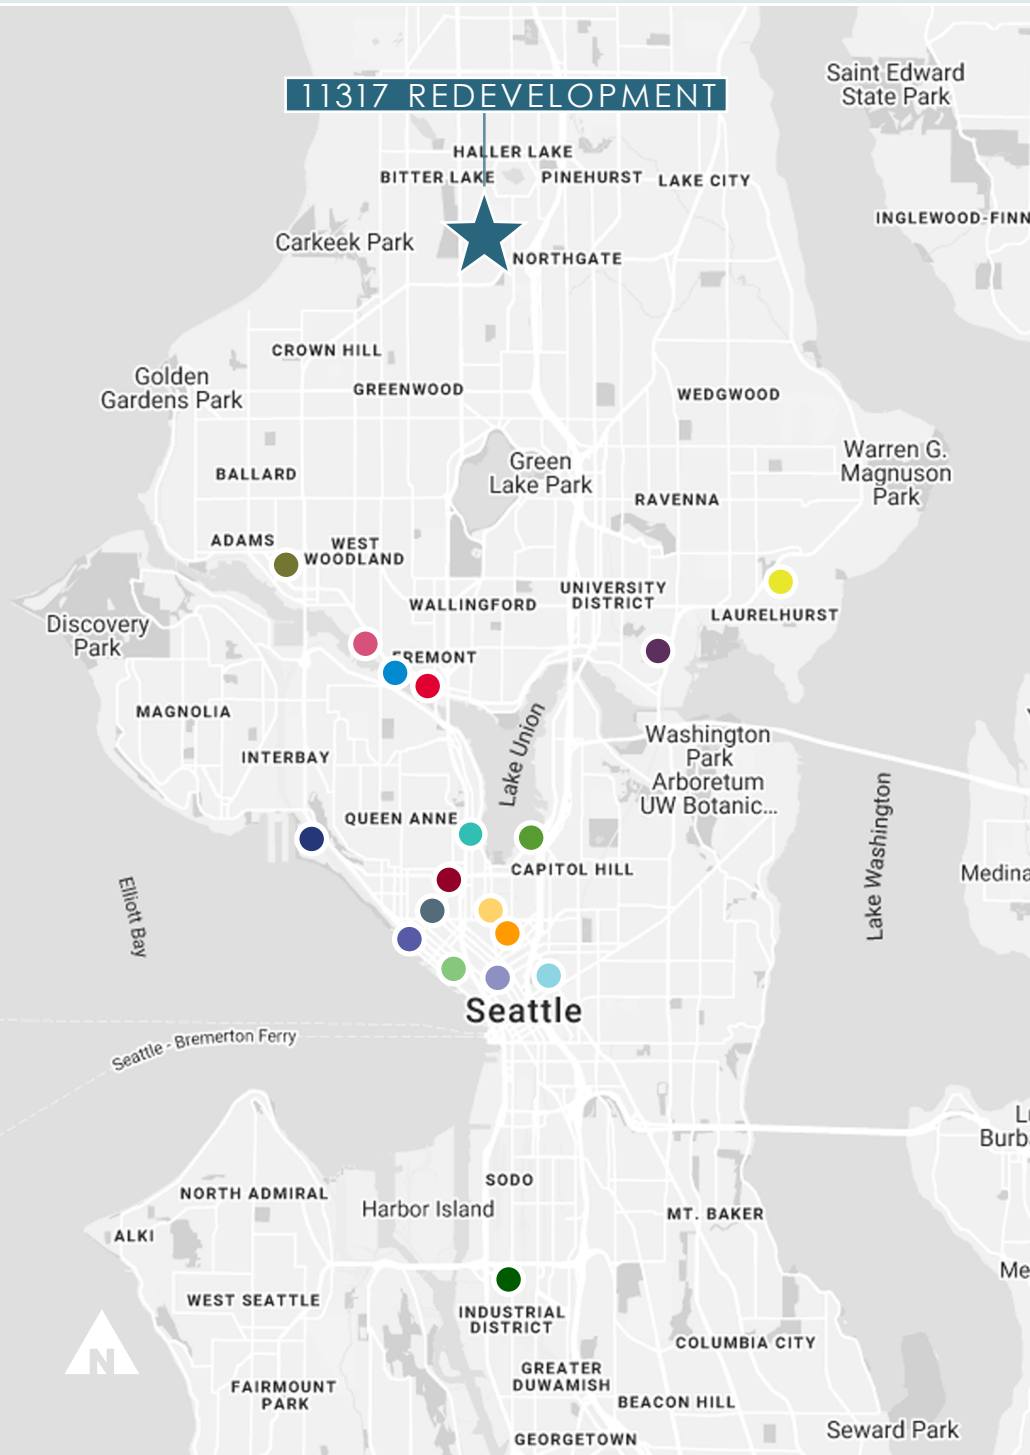 Saint Edward
State Park
11317 REDEVELOPMENT
HALLER LAKE
BITTER LAKE
PINEHURST
LAKE CITY
INGLEWOOD-FINN
Carkeek Park
NORTHGATE
CROWN HILL
Golden
Gardens Park
GREENWOOD
WEDGWOOD
Warren G.
Magnuson
Park
Green
Lake Park
BALLARD
RAVENNA
ADAMS
WEST
WOODLAND
UNIVERSITY
DISTRICT
WALLINGFORD
LAURELHURST
Discovery
Park
FREMONT
MAGNOLIA
Lake Union
Washington
Park
Arboretum
UW Botanic...
INTERBAY
QUEEN ANNE
Lake Washington
CAPITOL HILL
Medina
Elliott Bay
Seattle
Seattle - Bremerton Ferry
Burb
SODO
NORTH ADMIRAL
Harbor Island
MT. BAKER
ALKI
Me
WEST SEATTLE
INDUSTRIAL
DISTRICT
COLUMBIA CITY
N
GREATER
DUWAMISH
FAIRMOUNT
PARK
BEACON HILL
Seward Park
GEORGETOWN